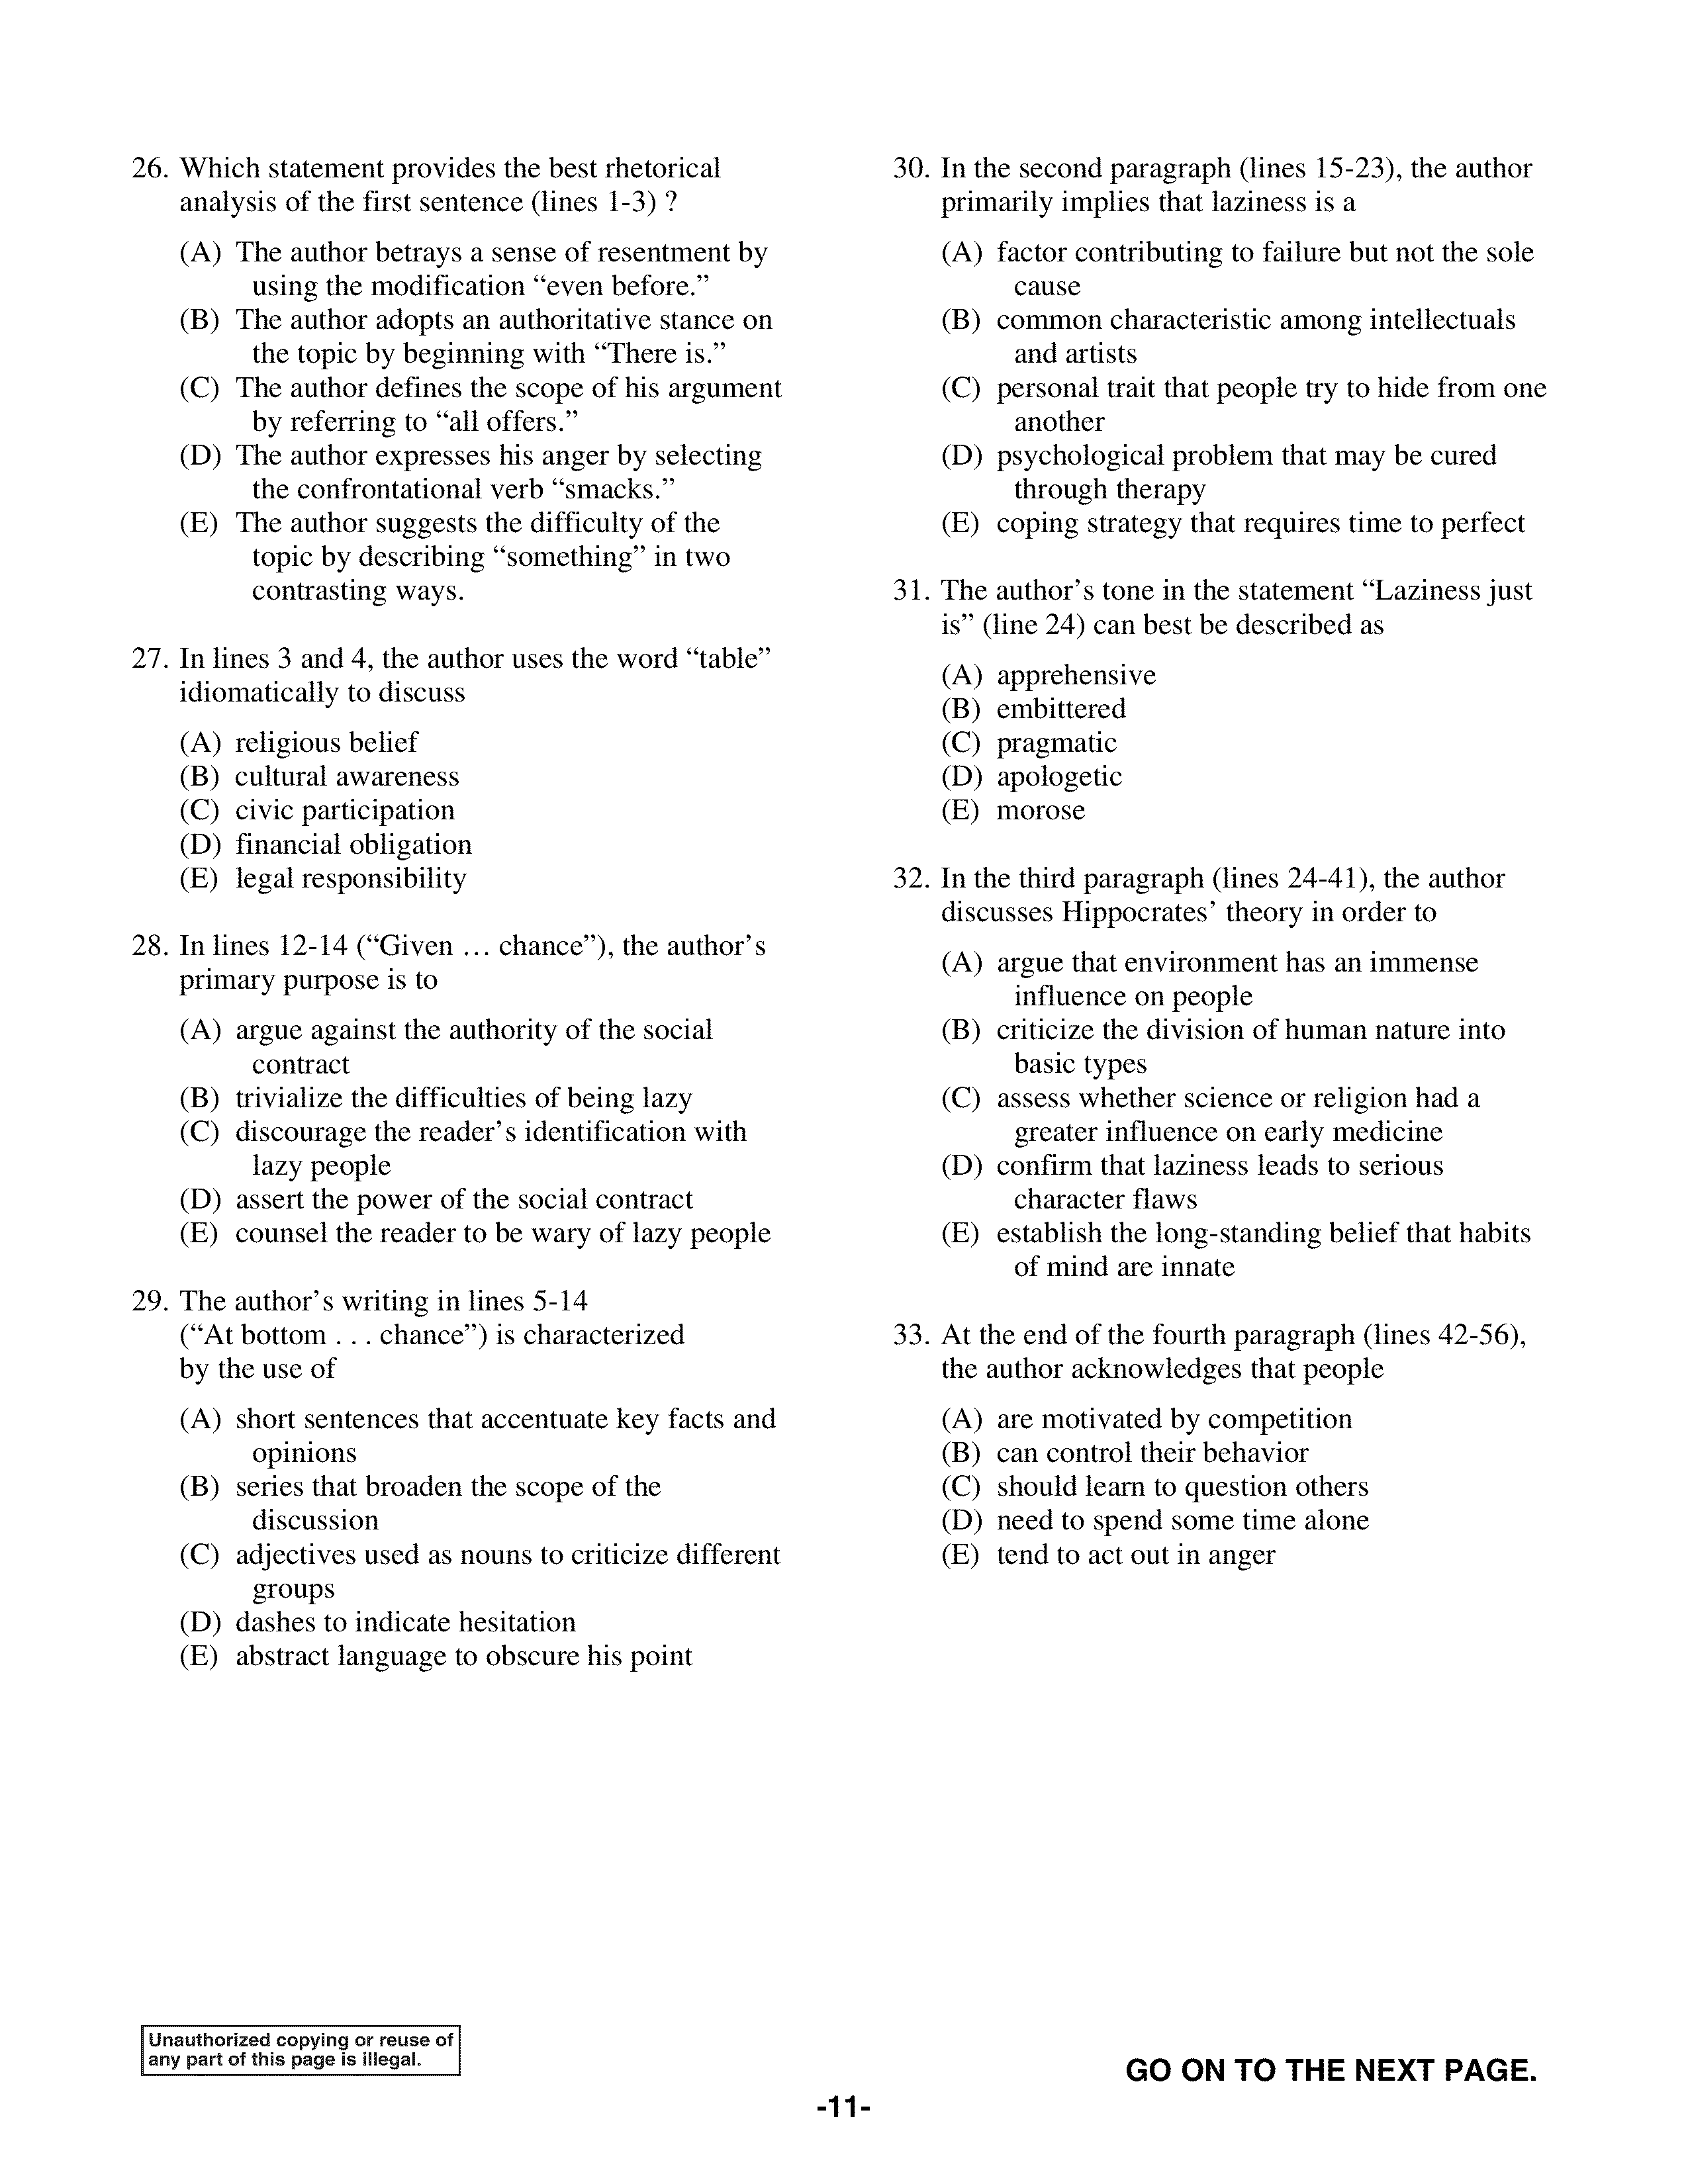 26. Which statement provides the best rhetorical
analysis of the first sentence (lines 1-3) ?
(A) The author betrays a sense of resentment by
using the modification “even before.”
(B) The author adopts an authoritative stance on
the topic by beginning with “There is.”
(C) The author defines the scope of his argument
by referring to “all offers.”
(D) The author expresses his anger by selecting
the confrontational verb “smacks.”
(E) The author suggests the difficulty of the
topic by describing “something” in two
contrasting ways.
27. In lines 3 and 4, the author uses the word “table”
idiomatically to discuss
(A) religious belief
(B) cultural awareness
(C) civic participation
(D) financial obligation
(E) legal responsibility
28. In lines 12-14 (“Given … chance”), the author’s
primary purpose is to
(A) argue against the authority of the social
contract
(B) trivialize the difficulties of being lazy
(C) discourage the reader’s identification with
lazy people
(D) assert the power of the social contract
(E) counsel the reader to be wary of lazy people
29. The author’s writing in lines 5-14
(“At bottom . . . chance”) is characterized
by the use of
(A) short sentences that accentuate key facts and
opinions
(B) series that broaden the scope of the
discussion
(C) adjectives used as nouns to criticize different
groups
(D) dashes to indicate hesitation
(E) abstract language to obscure his point
30. In the second paragraph (lines 15-23), the author
primarily implies that laziness is a
(A) factor contributing to failure but not the sole
cause
(B) common characteristic among intellectuals
and artists
(C) personal trait that people try to hide from one
another
(D) psychological problem that may be cured
through therapy
(E) coping strategy that requires time to perfect
31. The author’s tone in the statement “Laziness just
is” (line 24) can best be described as
(A) apprehensive
(B) embittered
(C) pragmatic
(D) apologetic
(E) morose
32. In the third paragraph (lines 24-41), the author
discusses Hippocrates’ theory in order to
(A) argue that environment has an immense
influence on people
(B) criticize the division of human nature into
basic types
(C) assess whether science or religion had a
greater influence on early medicine
(D) confirm that laziness leads to serious
character flaws
(E) establish the long-standing belief that habits
of mind are innate
33. At the end of the fourth paragraph (lines 42-56),
the author acknowledges that people
(A) are motivated by competition
(B) can control their behavior
(C) should learn to question others
(D) need to spend some time alone
(E) tend to act out in anger
Unauthorized copying or reuse of
any part of this page is illegal.
GO ON TO THE NEXT PAGE.
-11-